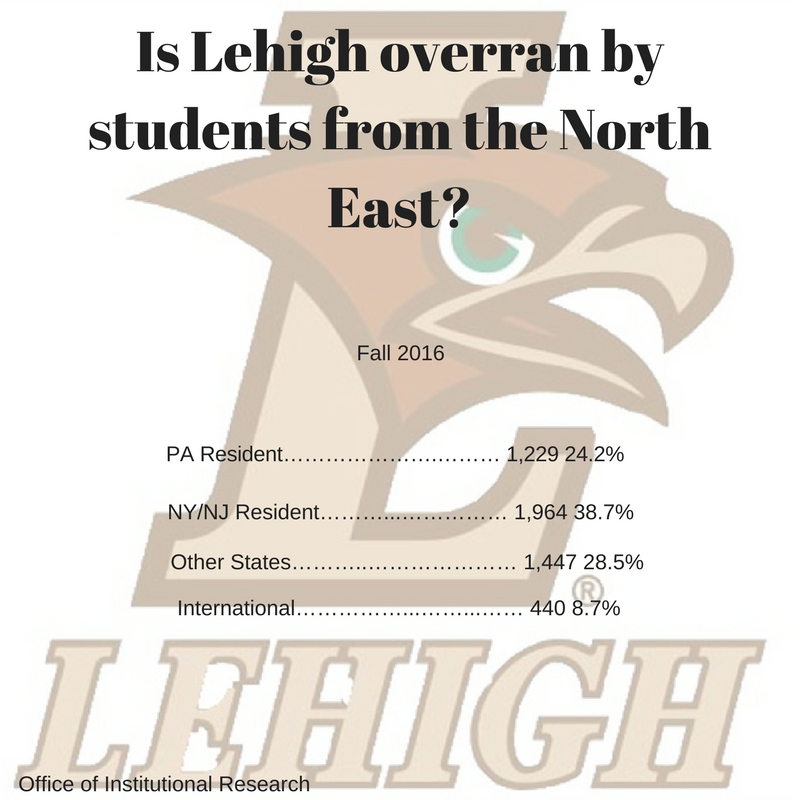 Is Lehigh overran by
students from the North
East?
Fall 2016
PA Resident………………….……… 1,229 24.2%
NY/NJ Resident………...…………… 1,964 38.7%
Other States………..………………… 1,447 28.5%
®
International……………...……...…… 440 8.7%
LEHIGH
Office of Institutional Research